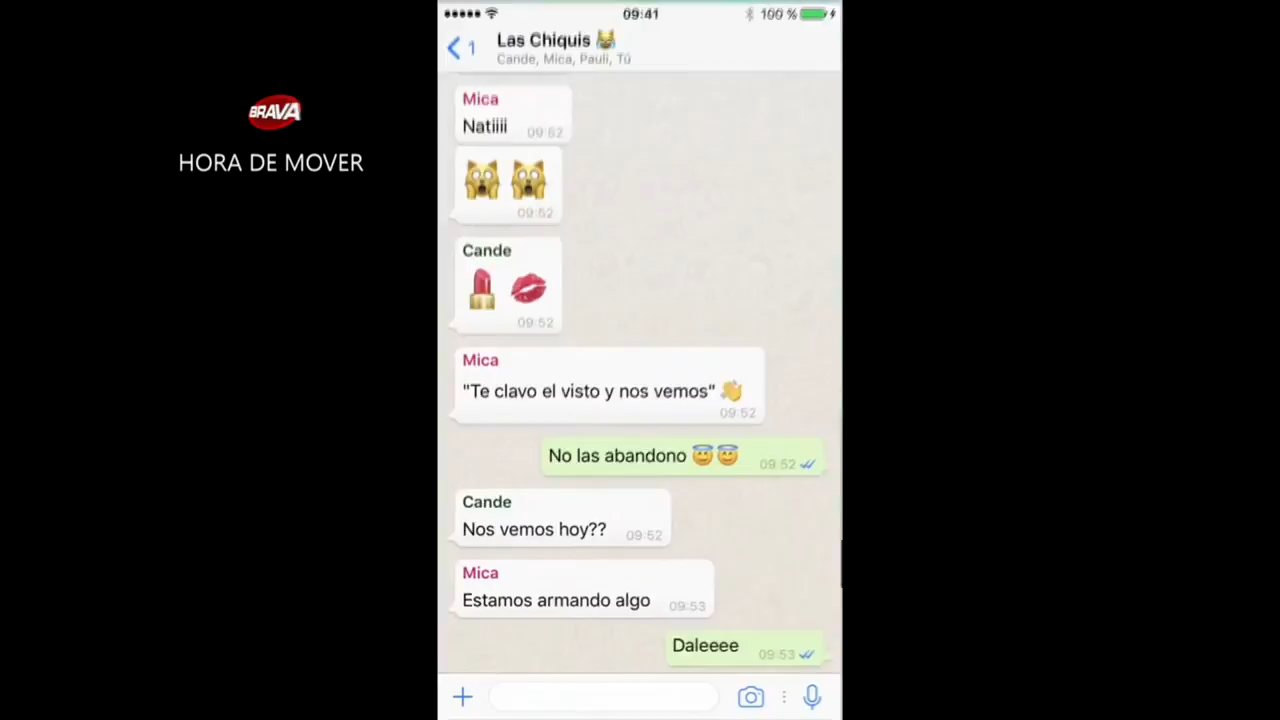 BRAVA
HORA DE MOVER
09:41
100 %
1
Las Chiquis 😹
Cande, Mica, Pauli, Tú
Mica
Natiiii 09:52
🙀 🙀
09:52
Cande
💄 💋
09:52
Mica
"Te clavo el visto y nos vemos" 👏
09:52
No las abandono 😇😇 09:52
Cande
Nos vemos hoy?? 09:52
Mica
Estamos armando algo 09:53
Daleeee 09:53